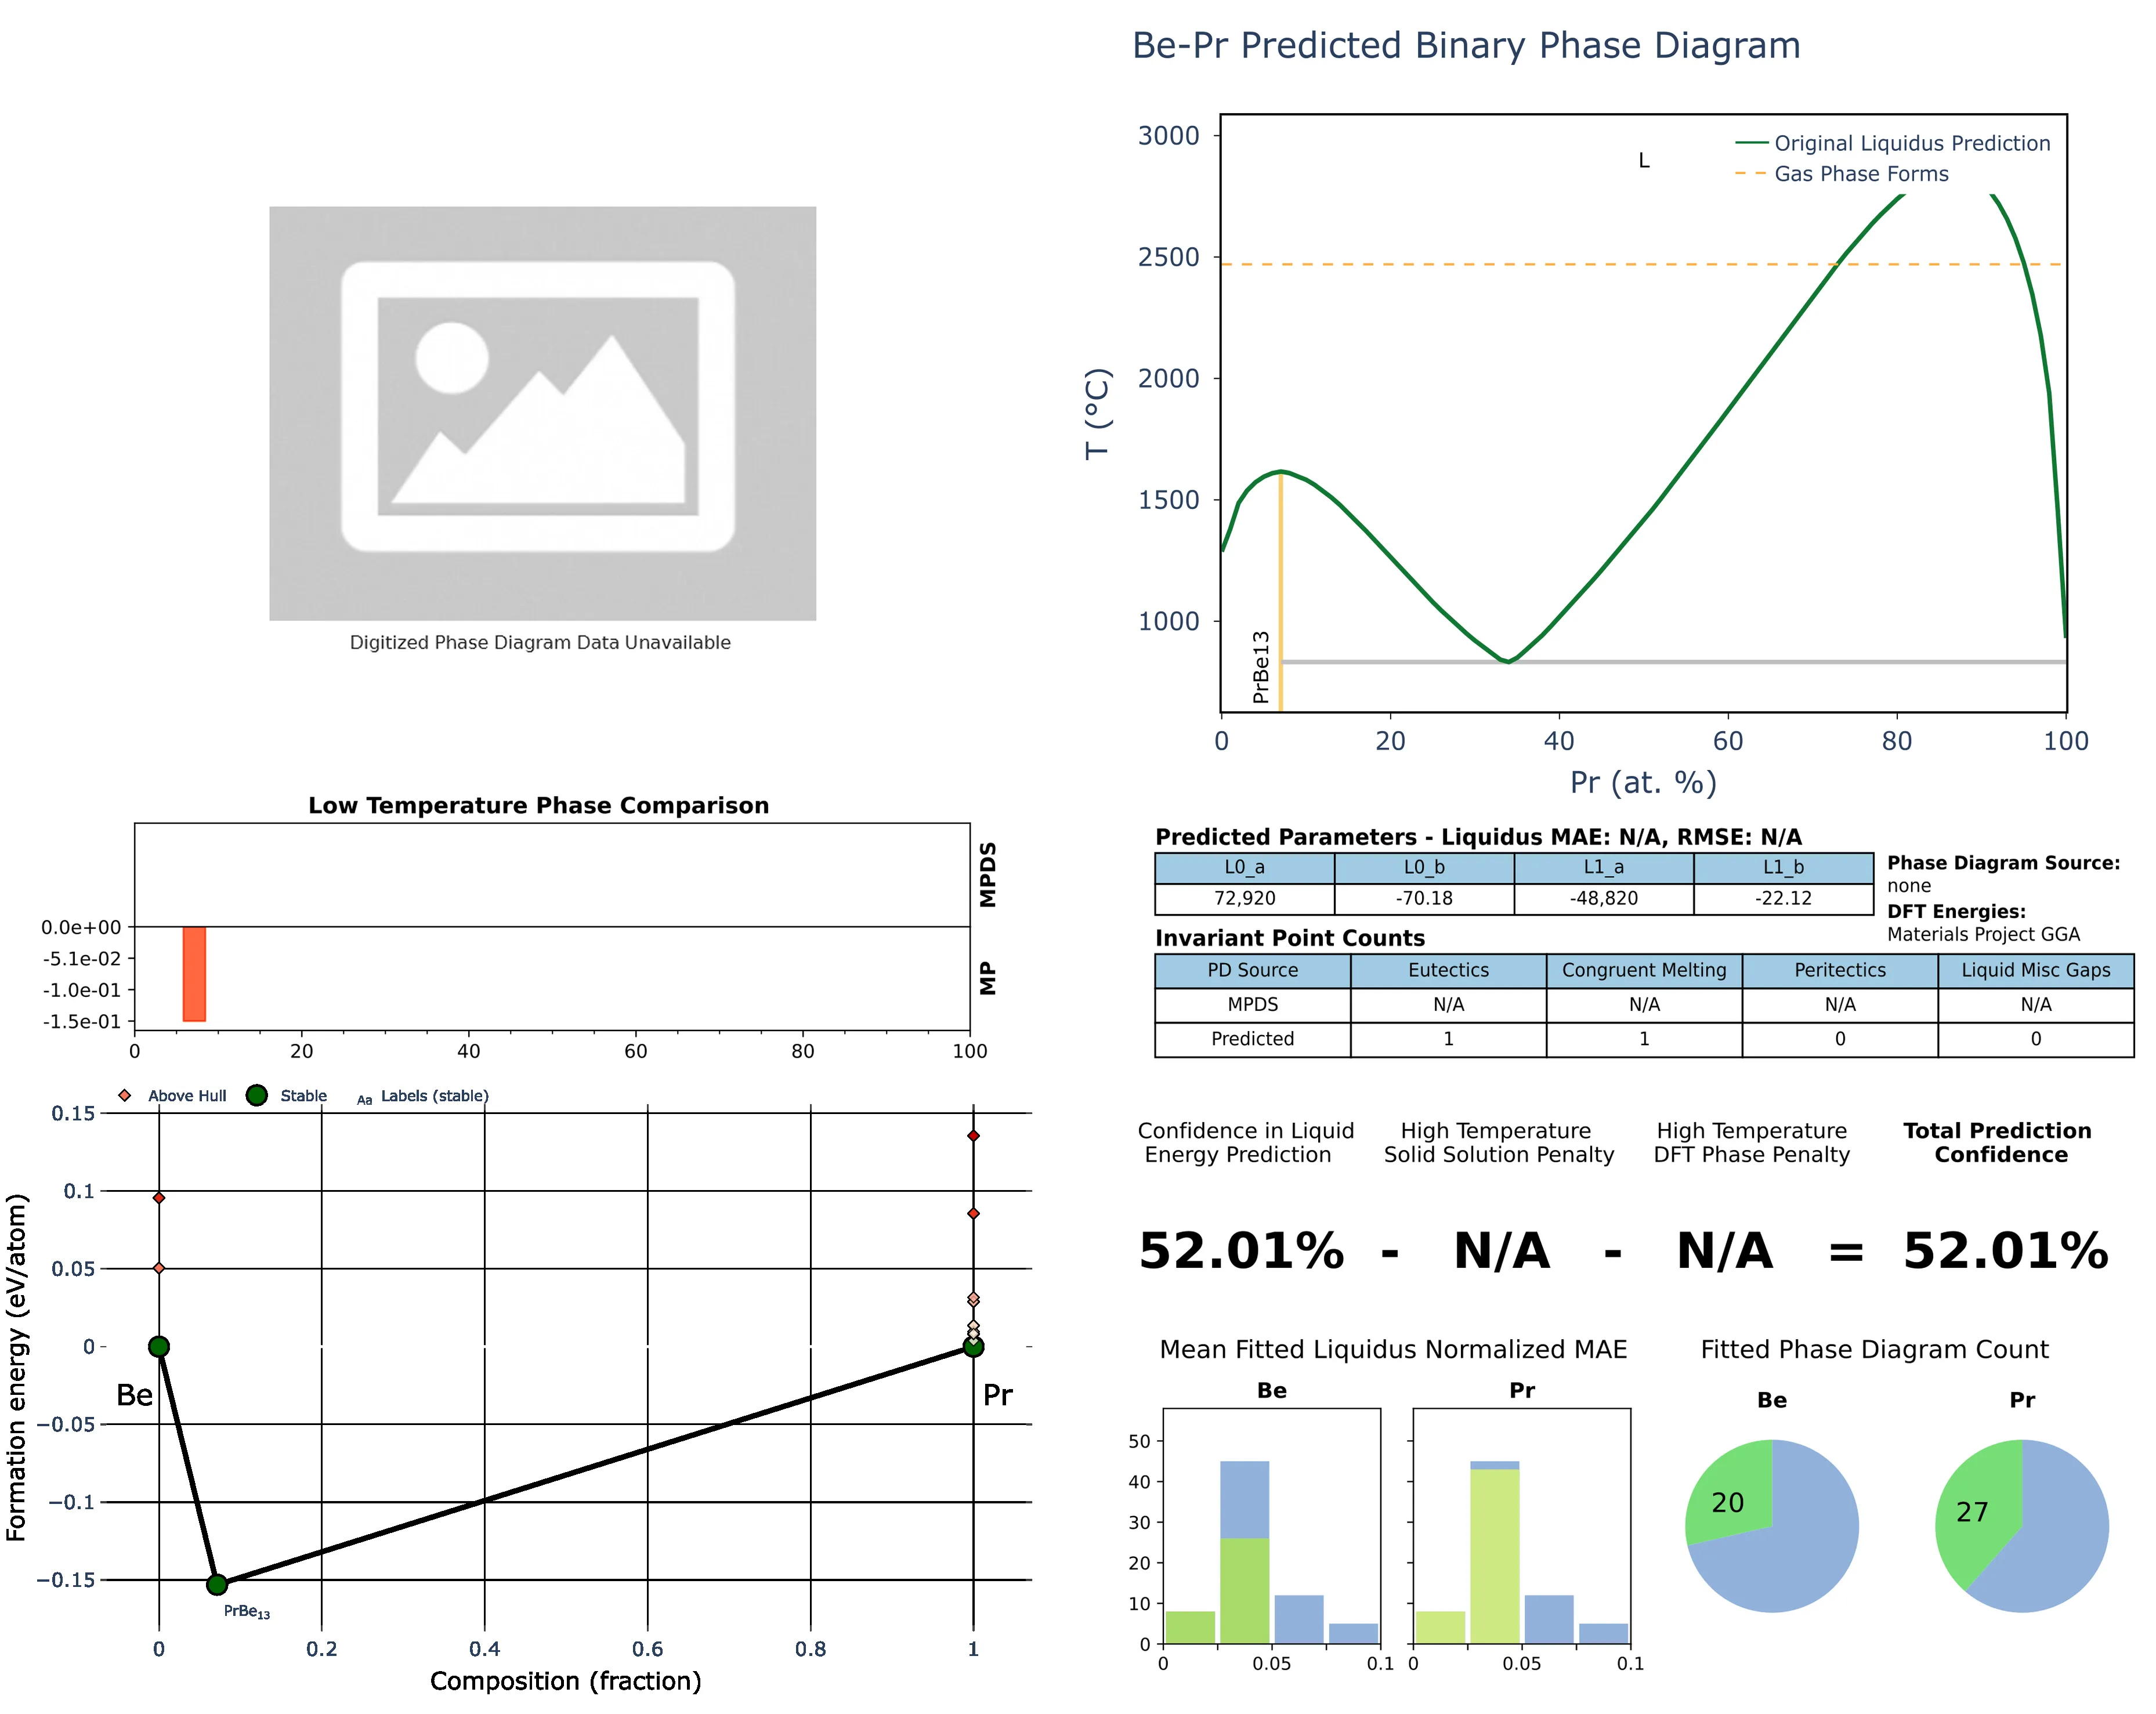 Be-Pr Predicted Binary Phase Diagram
3000
2500
2000
1500
1000
T (°C)
L
Original Liquidus Prediction
Gas Phase Forms
PrBe13
0 20 40 60 80 100
Pr (at. %)
Digitized Phase Diagram Data Unavailable
Low Temperature Phase Comparison
MPDS
MP
0.0e+00
-5.1e-02
-1.0e-01
-1.5e-01
0 20 40 60 80 100
Predicted Parameters - Liquidus MAE: N/A, RMSE: N/A
L0_a L0_b L1_a L1_b
72,920 -70.18 -48,820 -22.12
Phase Diagram Source:
none
DFT Energies:
Materials Project GGA
Invariant Point Counts
PD Source Eutectics Congruent Melting Peritectics Liquid Misc Gaps
MPDS N/A N/A N/A N/A
Predicted 1 1 0 0
Above Hull Stable Aa Labels (stable)
0.15
0.1
0.05
0
−0.05
−0.1
−0.15
Formation energy (eV/atom)
Be
Pr
PrBe13
0 0.2 0.4 0.6 0.8 1
Composition (fraction)
Confidence in Liquid
Energy Prediction
High Temperature
Solid Solution Penalty
High Temperature
DFT Phase Penalty
Total Prediction
Confidence
52.01% - N/A - N/A = 52.01%
Mean Fitted Liquidus Normalized MAE
Be Pr
50
40
30
20
10
0
0 0.05 0.1 0 0.05 0.1
Fitted Phase Diagram Count
Be Pr
20 27